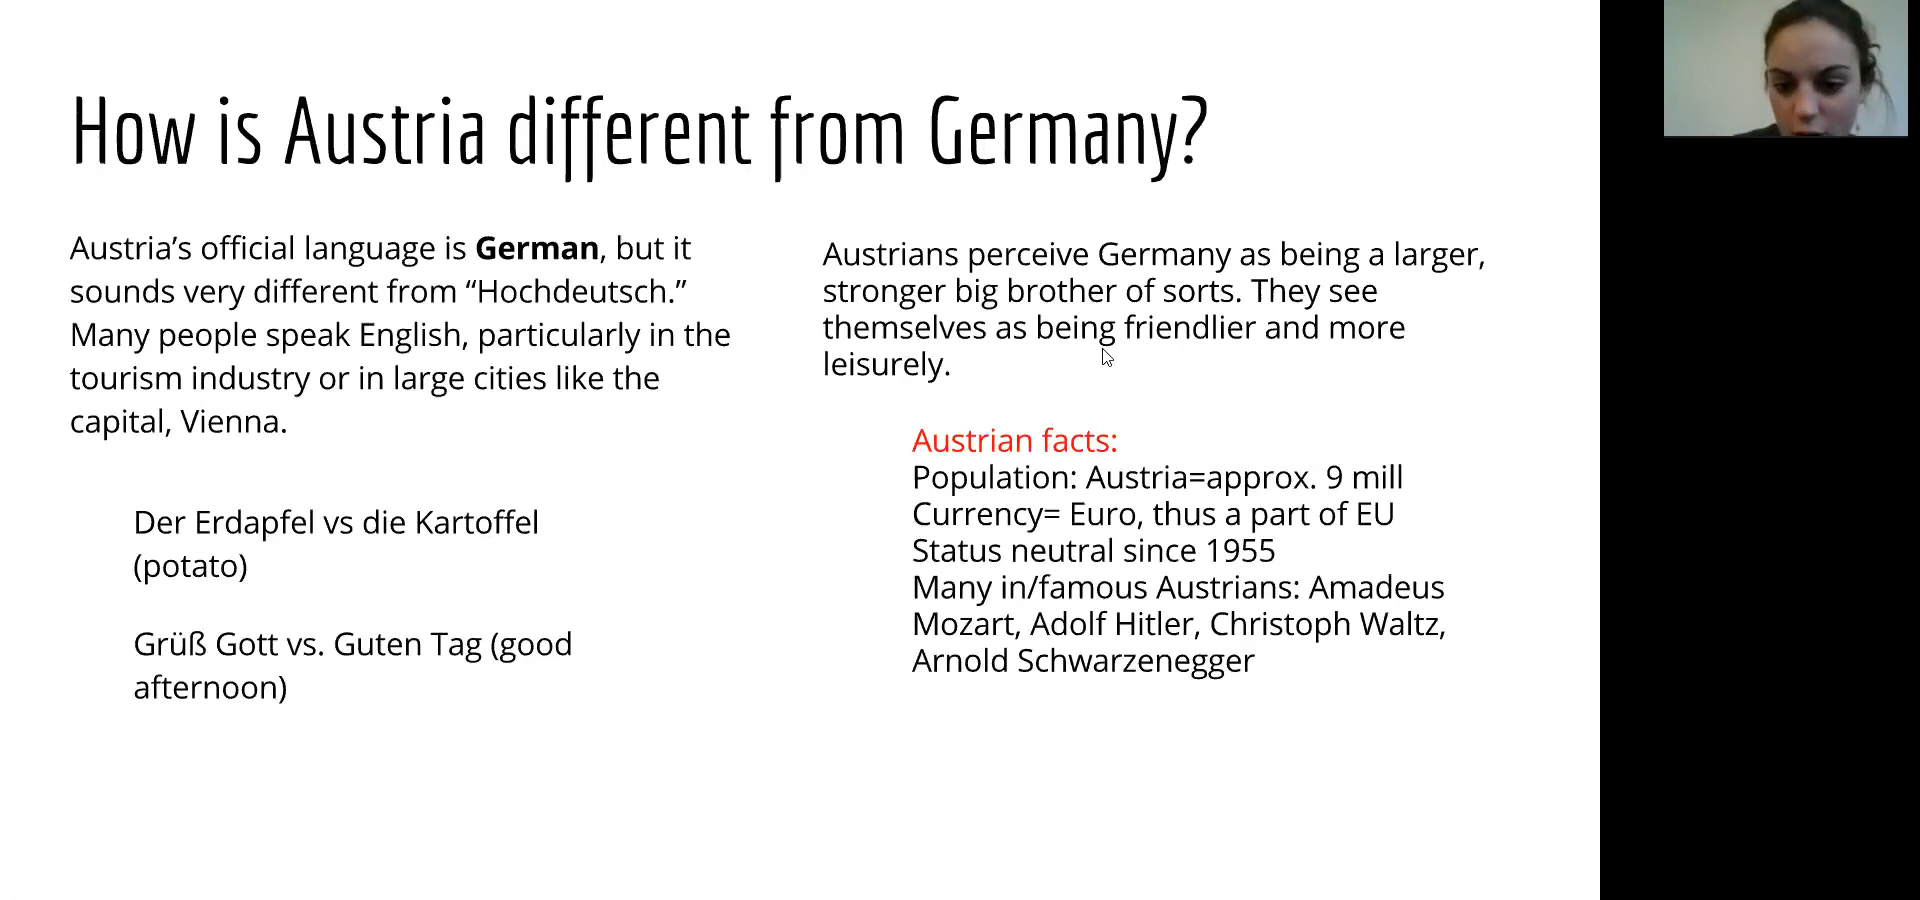 How is Austria different from Germany?
Austria’s official language is German, but it
sounds very different from “Hochdeutsch.”
Many people speak English, particularly in the
tourism industry or in large cities like the
capital, Vienna.
Der Erdapfel vs die Kartoffel
(potato)
Grüß Gott vs. Guten Tag (good
afternoon)
Austrians perceive Germany as being a larger,
stronger big brother of sorts. They see
themselves as being friendlier and more
leisurely.
Austrian facts:
Population: Austria=approx. 9 mill
Currency= Euro, thus a part of EU
Status neutral since 1955
Many in/famous Austrians: Amadeus
Mozart, Adolf Hitler, Christoph Waltz,
Arnold Schwarzenegger